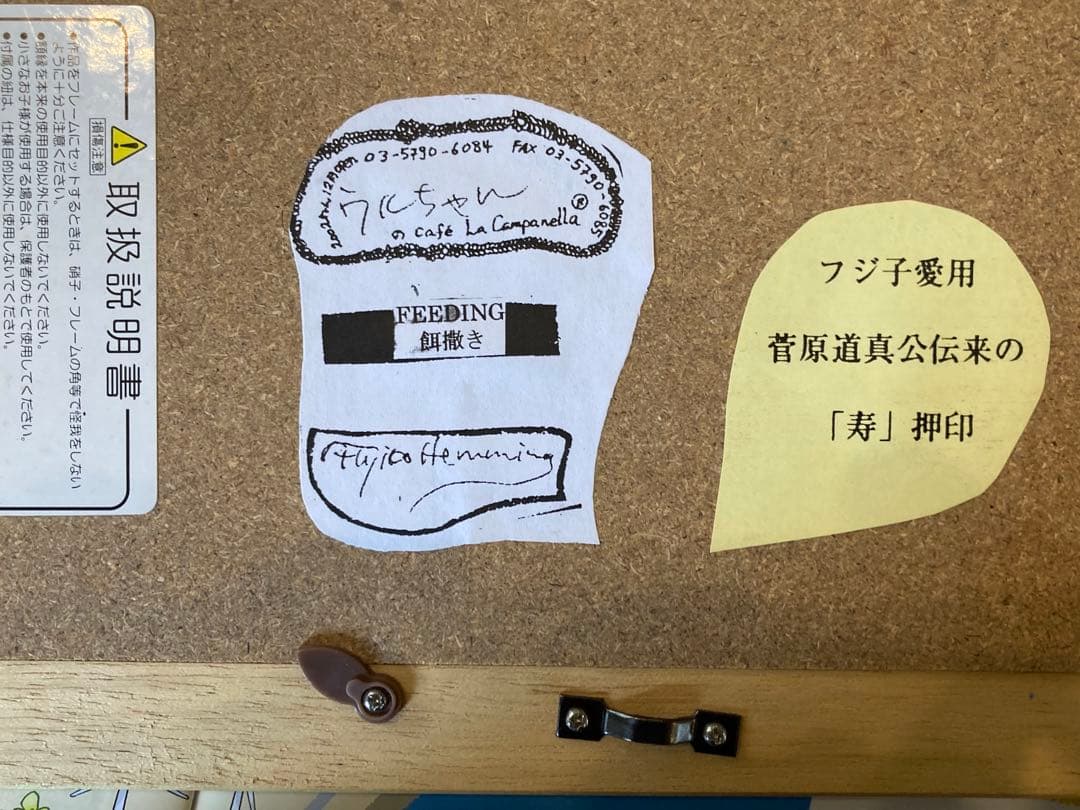 取扱説明書
損傷注意
●作品をフレームにセットするときは、硝子・フレームの角等で怪我をしない
ように十分ご注意ください。
●額縁を本来の使用目的以外に使用しないでください。
●小さなお子様が使用する場合は、保護者のもとで使用してください。
●付属の紐は、仕様目的以外に使用しないでください。
03-5790-6084 FAX 03-5790-6085
ウルちゃん
の café La Campanella®
FEEDING
餌撒き
Fujico Hemming
フジ子愛用
菅原道真公伝来の
「寿」押印